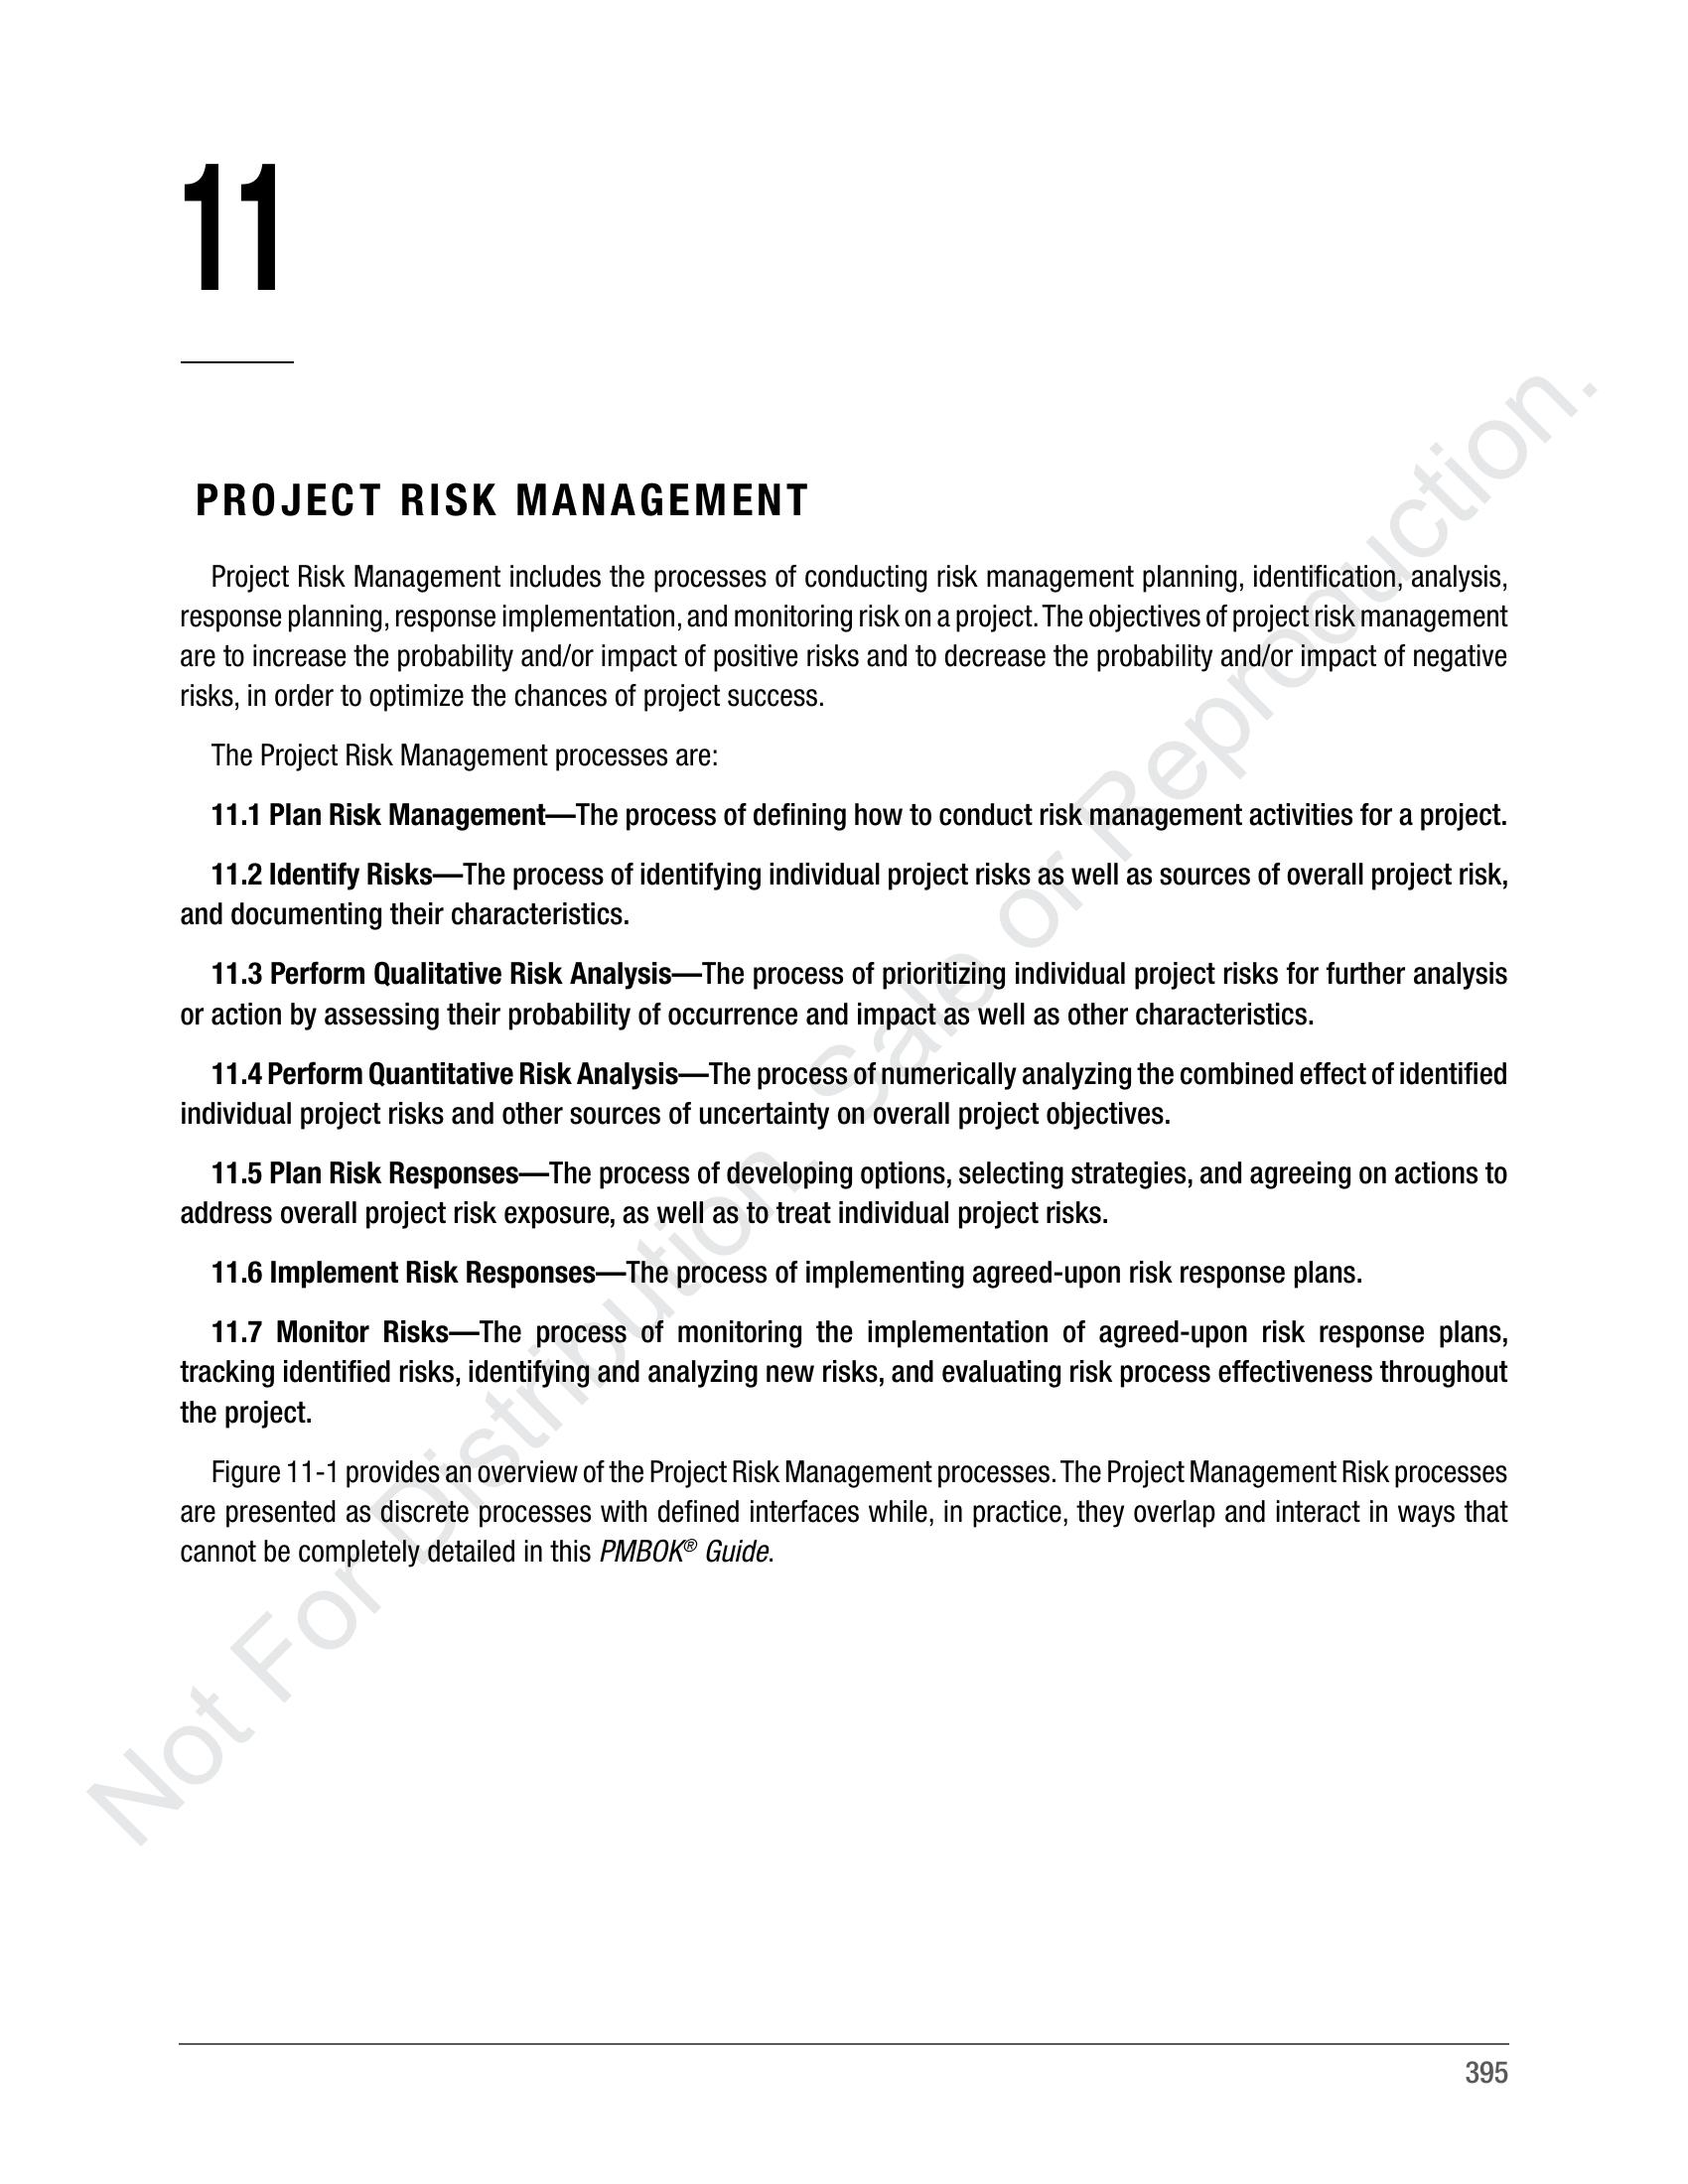 11
PROJECT RISK MANAGEMENT
Project Risk Management includes the processes of conducting risk management planning, identification, analysis,
response planning, response implementation, and monitoring risk on a project. The objectives of project risk management
are to increase the probability and/or impact of positive risks and to decrease the probability and/or impact of negative
risks, in order to optimize the chances of project success.
The Project Risk Management processes are:
11.1 Plan Risk Management—The process of defining how to conduct risk management activities for a project.
11.2 Identify Risks—The process of identifying individual project risks as well as sources of overall project risk,
and documenting their characteristics.
11.3 Perform Qualitative Risk Analysis—The process of prioritizing individual project risks for further analysis
or action by assessing their probability of occurrence and impact as well as other characteristics.
11.4 Perform Quantitative Risk Analysis—The process of numerically analyzing the combined effect of identified
individual project risks and other sources of uncertainty on overall project objectives.
11.5 Plan Risk Responses—The process of developing options, selecting strategies, and agreeing on actions to
address overall project risk exposure, as well as to treat individual project risks.
11.6 Implement Risk Responses—The process of implementing agreed-upon risk response plans.
11.7 Monitor Risks—The process of monitoring the implementation of agreed-upon risk response plans,
tracking identified risks, identifying and analyzing new risks, and evaluating risk process effectiveness throughout
the project.
Figure 11-1 provides an overview of the Project Risk Management processes. The Project Management Risk processes
are presented as discrete processes with defined interfaces while, in practice, they overlap and interact in ways that
cannot be completely detailed in this PMBOK® Guide.
Not For Distribution, Sale or Reproduction.
395